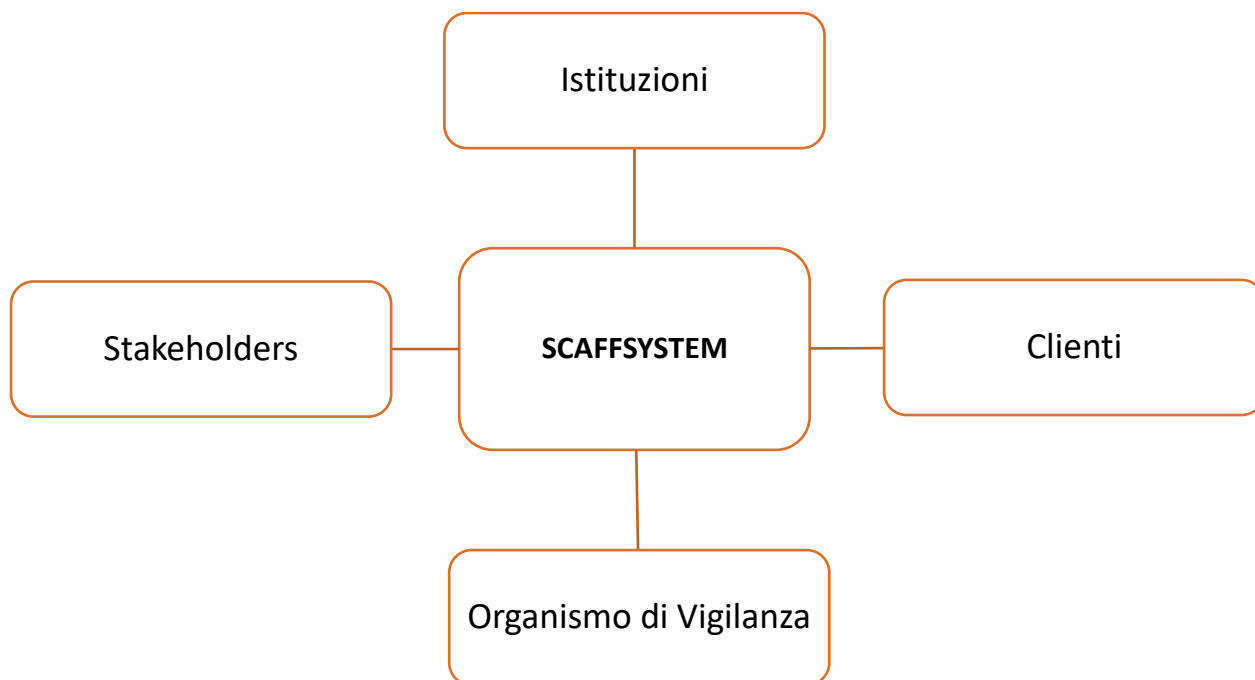 Istituzioni
Stakeholders
SCAFFSYSTEM
Clienti
Organismo di Vigilanza